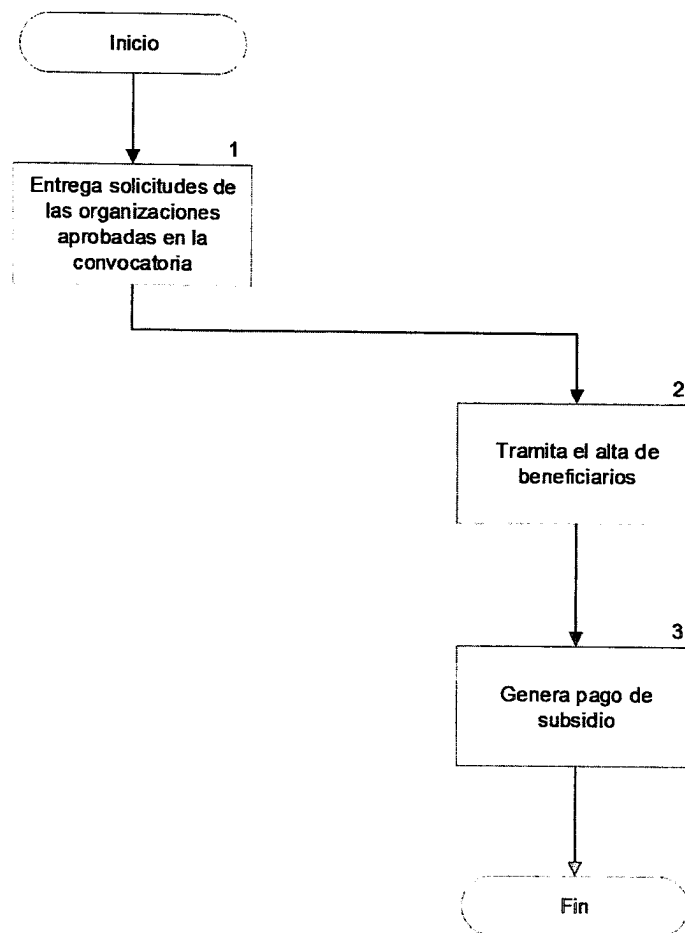 Inicio
1
Entrega solicitudes de
las organizaciones
aprobadas en la
convocatoria
2
Tramita el alta de
beneficiarios
3
Genera pago de
subsidio
Fin